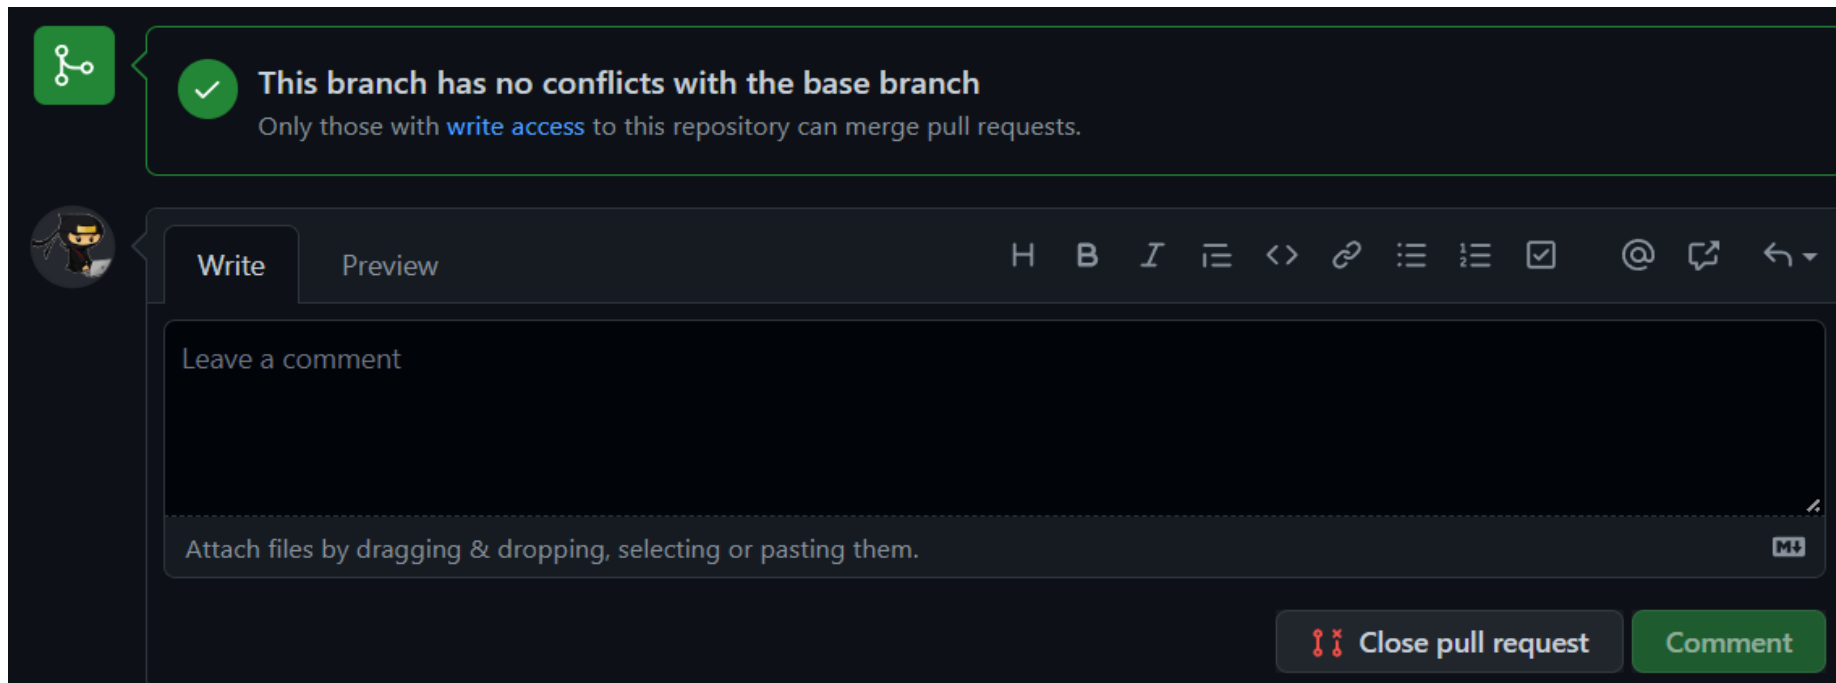 This branch has no conflicts with the base branch
Only those with write access to this repository can merge pull requests.
Write
Preview
Leave a comment
Attach files by dragging & dropping, selecting or pasting them.
Close pull request
Comment